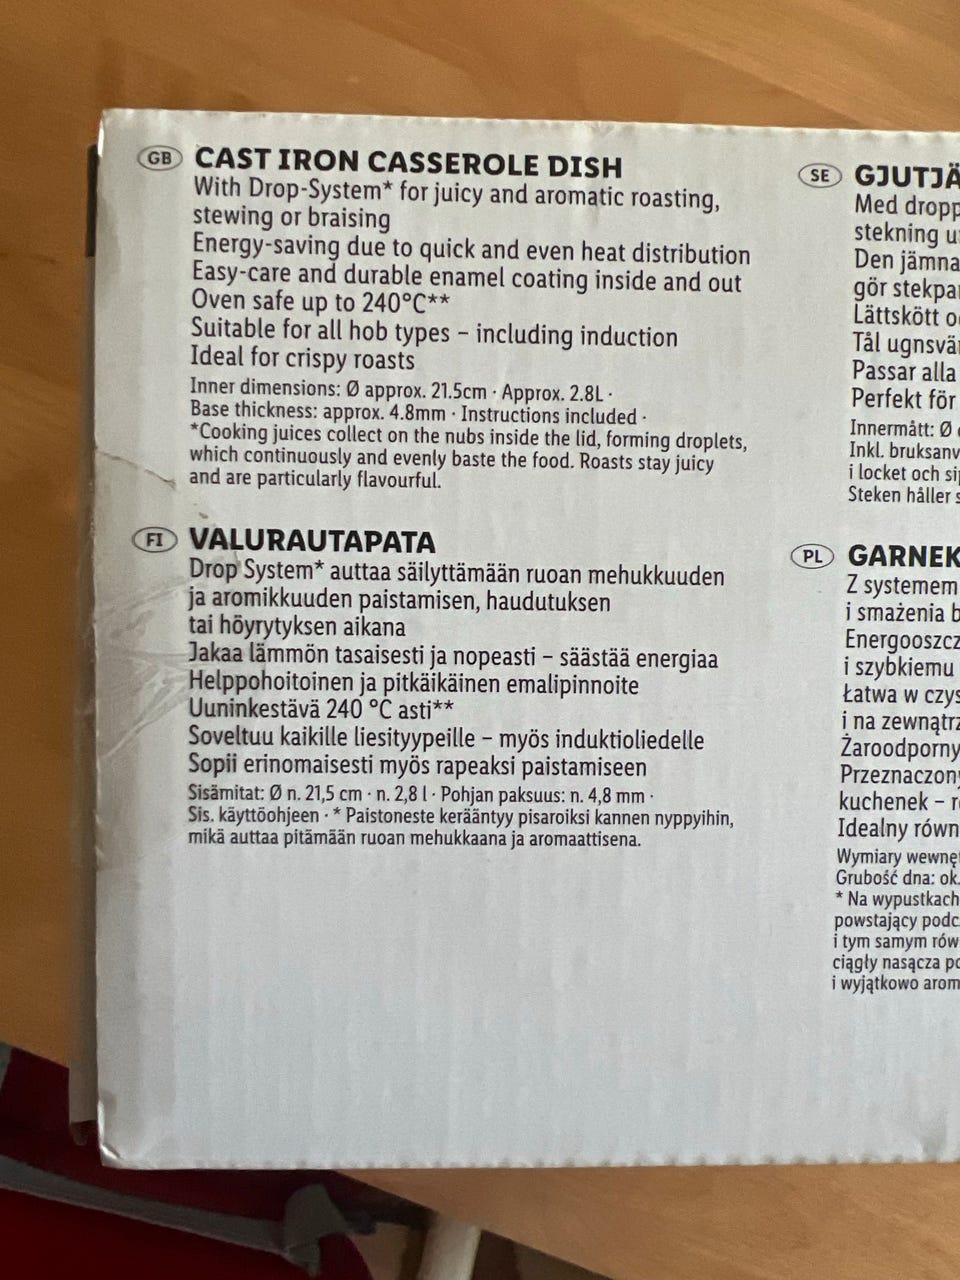 GB CAST IRON CASSEROLE DISH
With Drop-System* for juicy and aromatic roasting,
stewing or braising
Energy-saving due to quick and even heat distribution
Easy-care and durable enamel coating inside and out
Oven safe up to 240°C**
Suitable for all hob types – including induction
Ideal for crispy roasts
Inner dimensions: Ø approx. 21.5cm · Approx. 2.8L ·
Base thickness: approx. 4.8mm · Instructions included ·
*Cooking juices collect on the nubs inside the lid, forming droplets,
which continuously and evenly baste the food. Roasts stay juicy
and are particularly flavourful.
FI VALURAUTAPATA
Drop System* auttaa säilyttämään ruoan mehukkuuden
ja aromikkuuden paistamisen, haudutuksen
tai höyrytyksen aikana
Jakaa lämmön tasaisesti ja nopeasti – säästää energiaa
Helppohoitoinen ja pitkäikäinen emalipinnoite
Uuninkestävä 240 °C asti**
Soveltuu kaikille liesityypeille – myös induktioliedelle
Sopii erinomaisesti myös rapeaksi paistamiseen
Sisämitat: Ø n. 21,5 cm · n. 2,8 l · Pohjan paksuus: n. 4,8 mm ·
Sis. käyttöohjeen · * Paistoneste kerääntyy pisaroiksi kannen nyppyihin,
mikä auttaa pitämään ruoan mehukkaana ja aromaattisena.
SE GJUTJÄ
Med dropp
stekning u
Den jämna
gör stekpa
Lättskött o
Tål ugnsvä
Passar alla
Perfekt för
Innermått: Ø
Inkl. bruksanv
i locket och si
Steken håller s
PL GARNEK
Z systemem
i smażenia b
Energooszcz
i szybkiemu
Łatwa w czys
i na zewnątrz
Żaroodporny
Przeznaczony
kuchenek – r
Idealny równ
Wymiary wewnę
Grubość dna: ok.
* Na wypustkach
powstający podc
i tym samym rów
ciągły nasącza po
i wyjątkowo arom